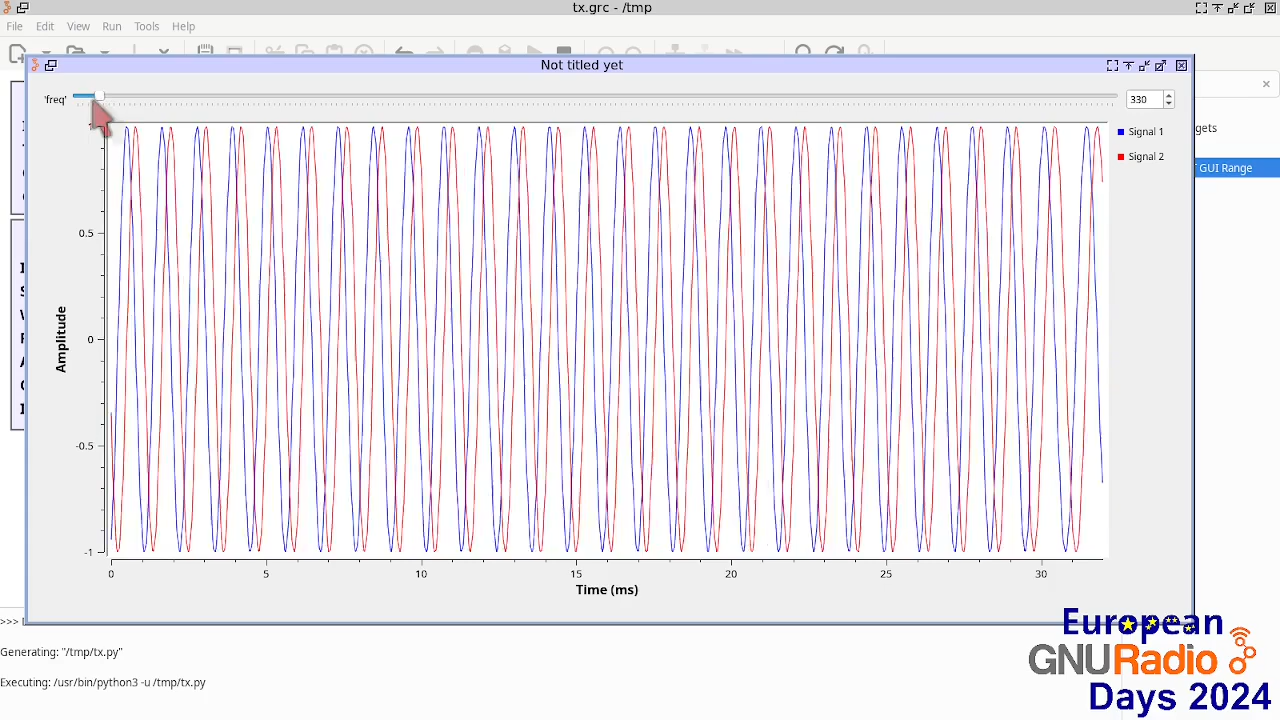 tx.grc - /tmp
File Edit View Run Tools Help
Not titled yet
'freq'
330
Signal 1
Signal 2
gets
GUI Range
0.5
0
-0.5
-1
Amplitude
0 5 10 15 20 25 30
Time (ms)
>>>
Generating: "/tmp/tx.py"
Executing: /usr/bin/python3 -u /tmp/tx.py
European
GNURadio
Days 2024